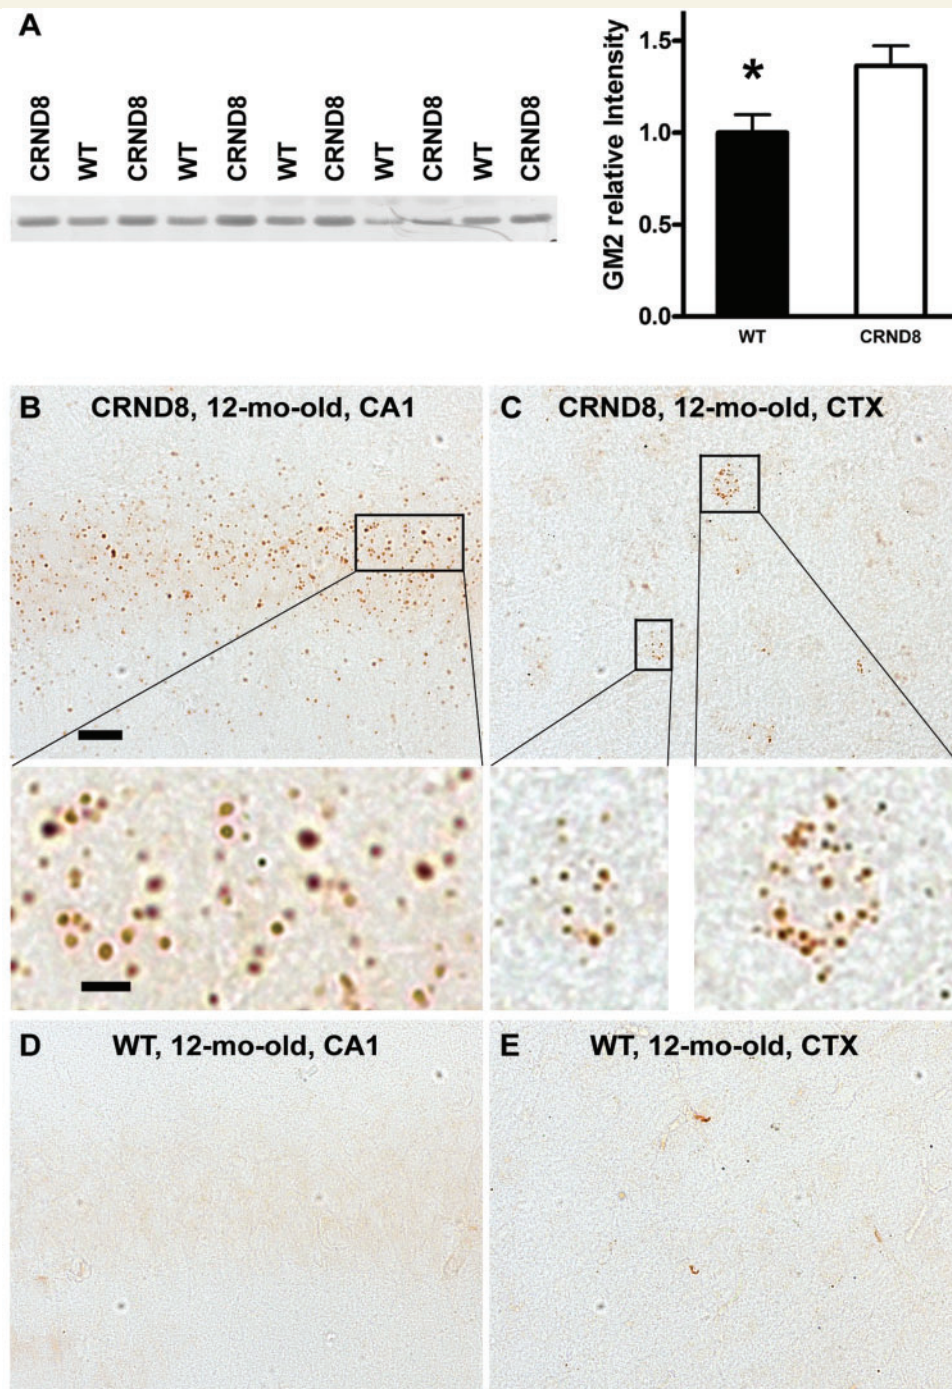 A
CRND8
WT
CRND8
WT
CRND8
WT
CRND8
WT
CRND8
WT
CRND8
GM2 relative Intensity
1.5
1.0
0.5
0.0
*
WT
CRND8
B CRND8, 12-mo-old, CA1
C CRND8, 12-mo-old, CTX
D WT, 12-mo-old, CA1
E WT, 12-mo-old, CTX